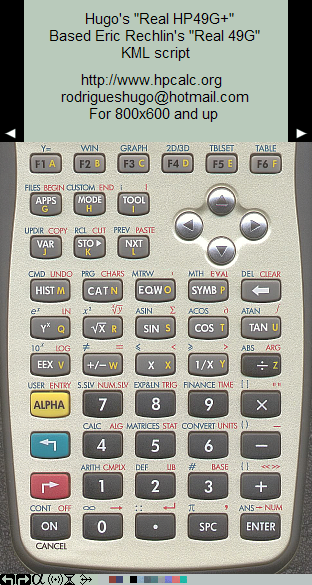 Hugo's "Real HP49G+"
Based Eric Rechlin's "Real 49G"
KML script
http://www.hpcalc.org
rodrigueshugo@hotmail.com
For 800x600 and up
Y= WIN GRAPH 2D/3D TBLSET TABLE
F1 A F2 B F3 C F4 D F5 E F6 F
FILES BEGIN CUSTOM END i I
APPS G MODE H TOOL I
UPDIR COPY RCL CUT PREV PASTE
VAR J STO▶ K NXT L
CMD UNDO PRG CHARS MTRW ' MTH EVAL DEL CLEAR
HIST M CAT N EQW O SYMB P ←
eˣ LN x² ˣ√y ASIN Σ ACOS ∂ ATAN ∫
Yˣ Q √X R SIN S COS T TAN U
10ˣ LOG ≠ = ≤ < ≥ > ABS ARG
EEX V +/− W X X 1/X Y ÷ Z
USER ENTRY S.SLV NUM.SLV EXP&LN TRIG FINANCE TIME [ ] " "
ALPHA 7 8 9 ×
CALC ALG MATRICES STAT CONVERT UNITS ( ) _
4 5 6 −
ARITH CMPLX DEF LIB # BASE { } « »
1 2 3 +
CONT OFF ∞ → : : ↵ π , ANS → NUM
ON 0 . SPC ENTER
CANCEL